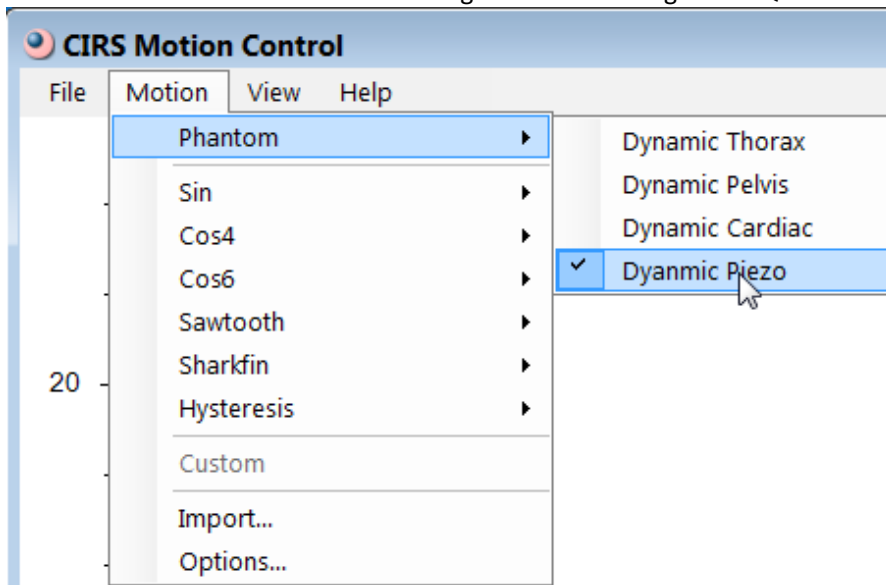 CIRS Motion Control
File Motion View Help
Phantom
Dynamic Thorax
Sin
Dynamic Pelvis
Cos4
Dynamic Cardiac
Cos6
Dyanmic Piezo
Sawtooth
Sharkfin
20
Hysteresis
Custom
Import...
Options...